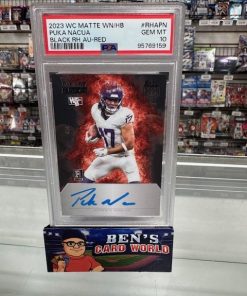 2023 WC MATTE WN/HB #RHAPN
PUKA NACUA GEM MT
BLACK RH AU-RED 10
PSA 95769159
17
BEN'S
CARD WORLD